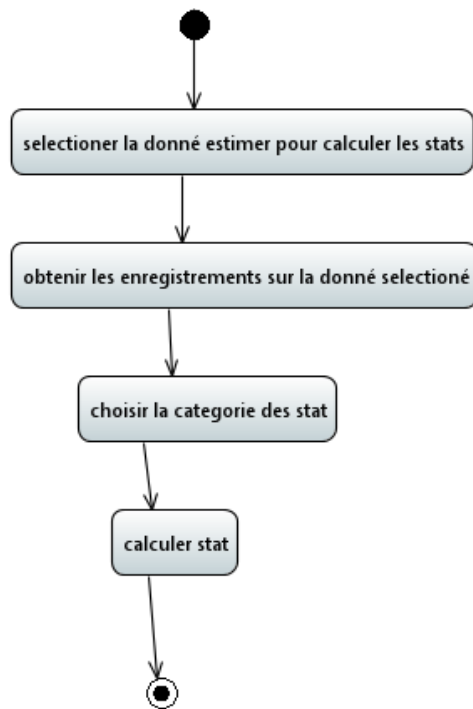 selectioner la donné estimer pour calculer les stats
obtenir les enregistrements sur la donné selectioné
choisir la categorie des stat
calculer stat